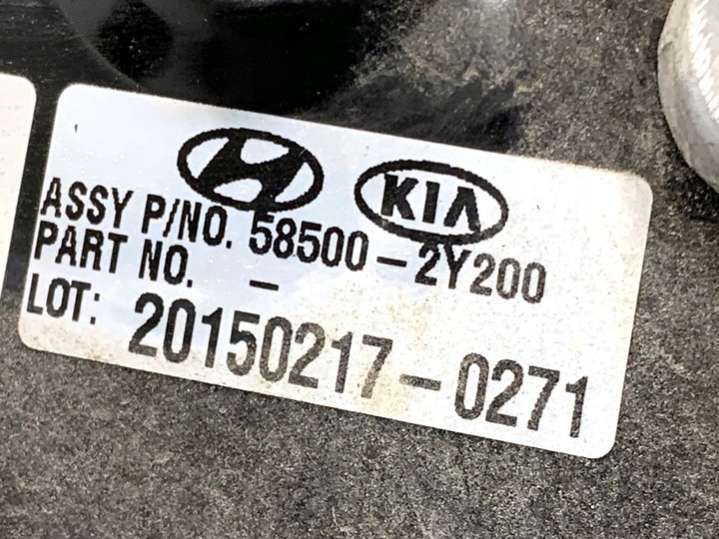 KIA
ASSY P/NO. 58500-2Y200
PART NO. -
LOT: 20150217-0271